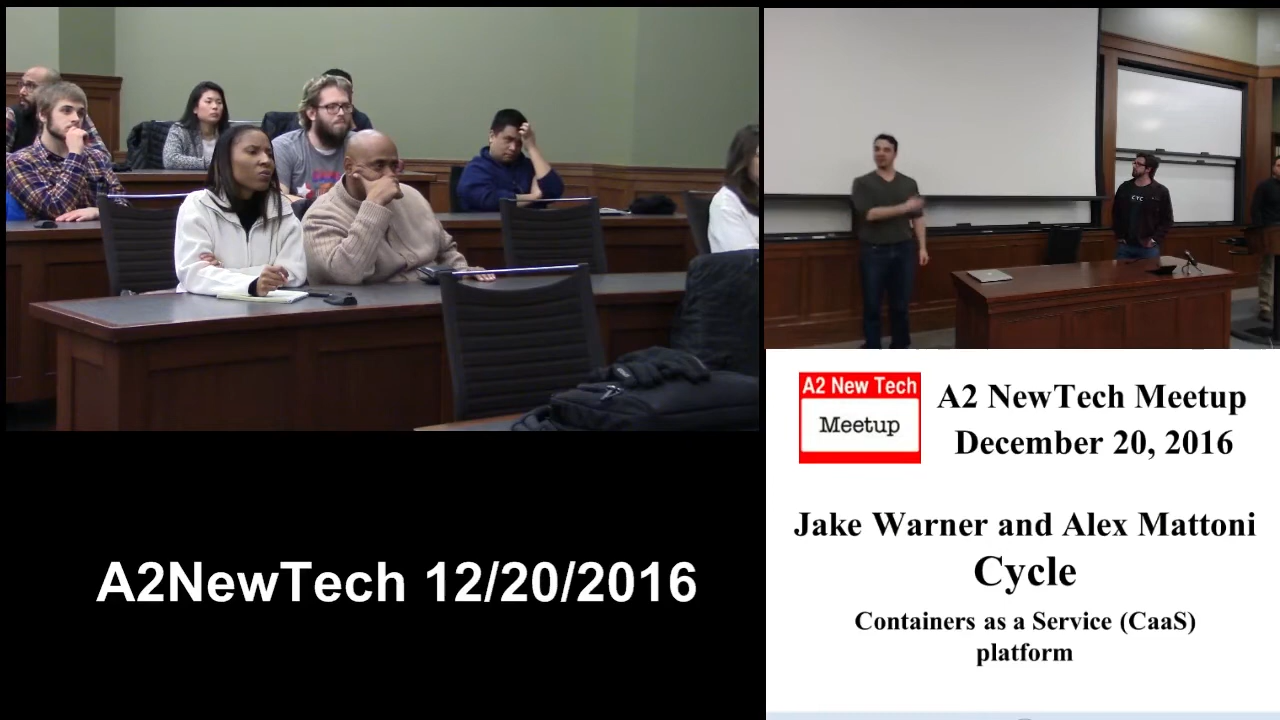 CYC
A2 New Tech
Meetup
A2 NewTech Meetup
December 20, 2016
Jake Warner and Alex Mattoni
Cycle
Containers as a Service (CaaS)
platform
A2NewTech 12/20/2016